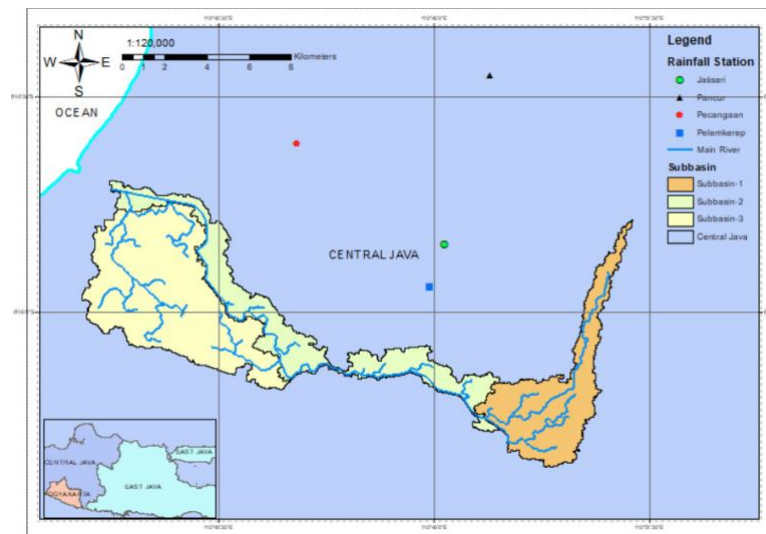 N
W E
S
1:120,000
0 1 2 4 6 8 Kilometers
OCEAN
CENTRAL JAVA
Legend
Rainfall Station
Jatisari
Pancur
Pecangaan
Pelemkerep
Main River
Subbasin
Subbasin-1
Subbasin-2
Subbasin-3
Central Java
EAST JAVA
CENTRAL JAVA
YOGYAKARTA
EAST JAVA